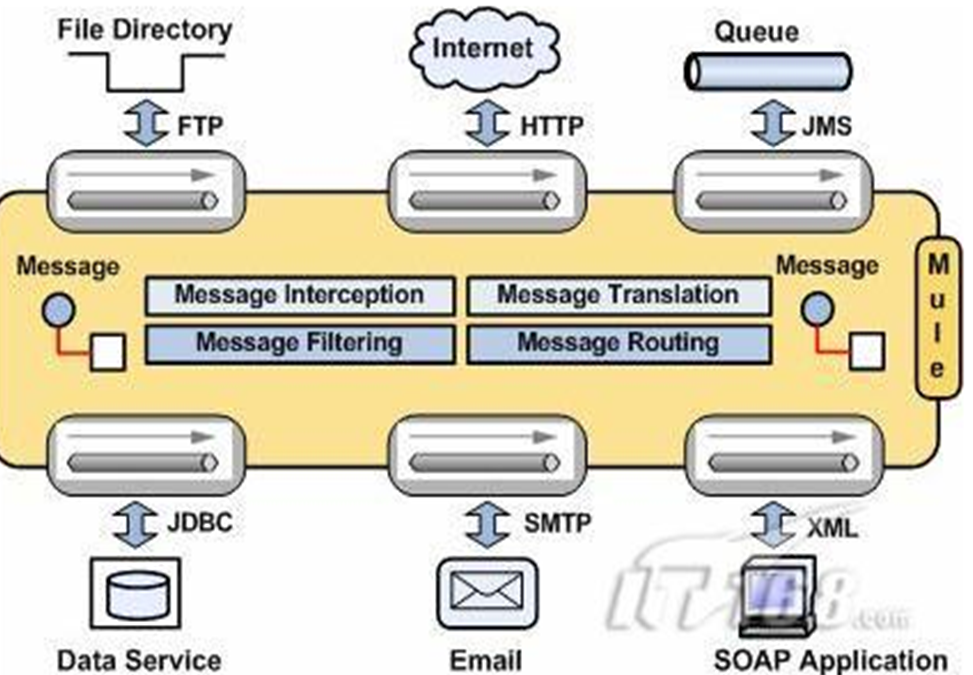 File Directory
Internet
Queue
FTP
HTTP
JMS
Message
Message
Mule
Message Interception
Message Translation
Message Filtering
Message Routing
JDBC
SMTP
XML
IT168.com
Data Service
Email
SOAP Application